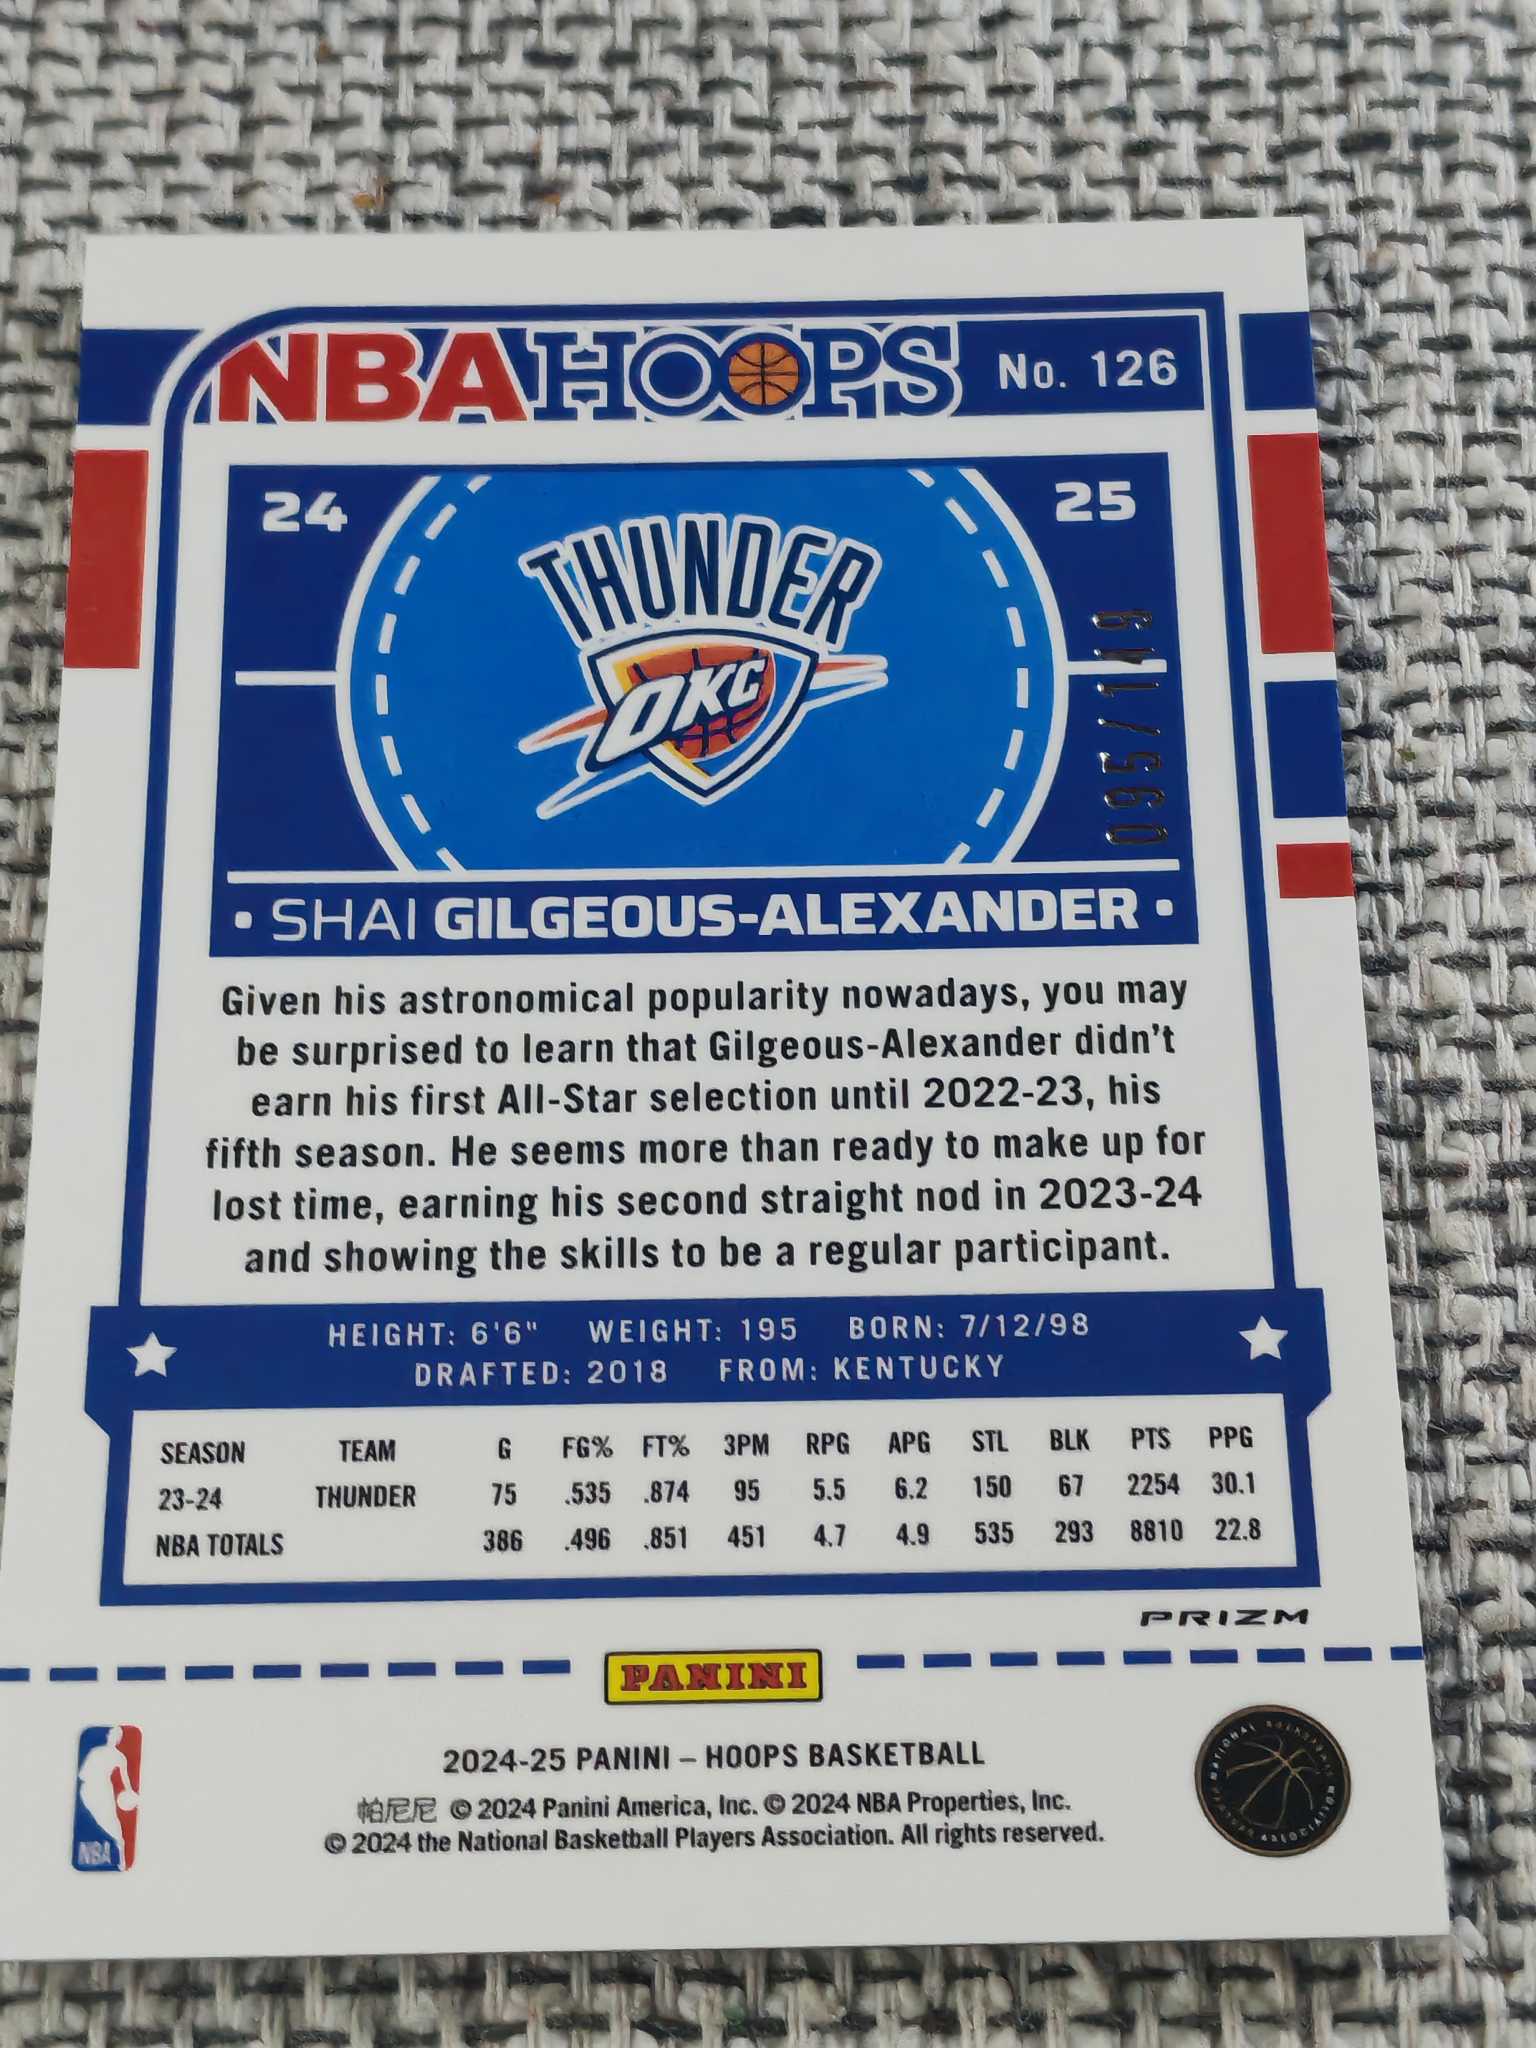 NBA HOOPS No. 126
24 25
THUNDER
OKC
095/119
• SHAI GILGEOUS-ALEXANDER •
Given his astronomical popularity nowadays, you may
be surprised to learn that Gilgeous-Alexander didn't
earn his first All-Star selection until 2022-23, his
fifth season. He seems more than ready to make up for
lost time, earning his second straight nod in 2023-24
and showing the skills to be a regular participant.
HEIGHT: 6'6" WEIGHT: 195 BORN: 7/12/98
DRAFTED: 2018 FROM: KENTUCKY
SEASON TEAM G FG% FT% 3PM RPG APG STL BLK PTS PPG
23-24 THUNDER 75 .535 .874 95 5.5 6.2 150 67 2254 30.1
NBA TOTALS 386 .496 .851 451 4.7 4.9 535 293 8810 22.8
PRIZM
PANINI
2024-25 PANINI – HOOPS BASKETBALL
帕尼尼 © 2024 Panini America, Inc. © 2024 NBA Properties, Inc.
© 2024 the National Basketball Players Association. All rights reserved.
NBA
NATIONAL BASKETBALL PLAYERS ASSOCIATION